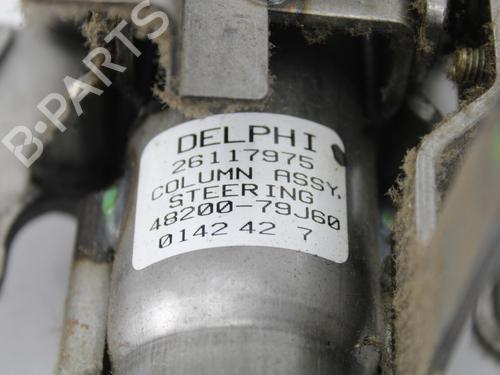 B-PARTS
DELPHI
26117975
COLUMN ASSY.
STEERING
48200-79J60
0142 42 7